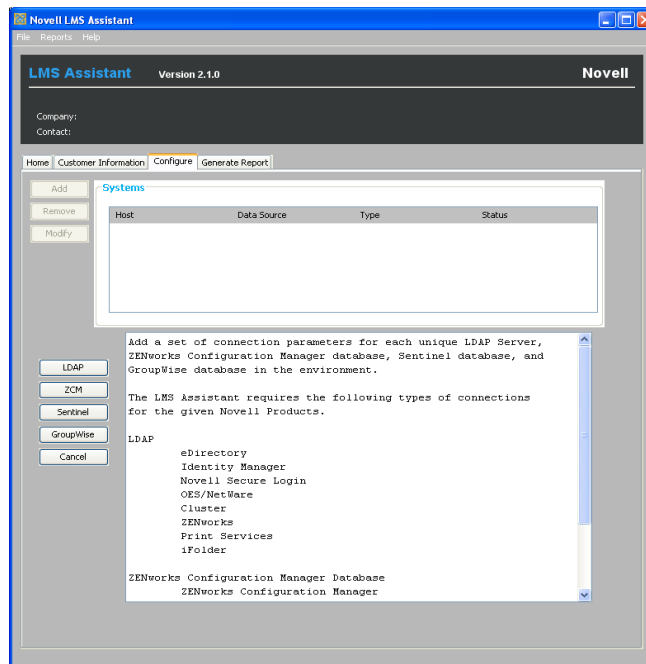 Novell LMS Assistant
File Reports Help
LMS Assistant Version 2.1.0 Novell
Company:
Contact:
Home Customer Information Configure Generate Report
Add
Remove
Modify
Systems
Host Data Source Type Status
LDAP
ZCM
Sentinel
GroupWise
Cancel
Add a set of connection parameters for each unique LDAP Server,
ZENworks Configuration Manager database, Sentinel database, and
GroupWise database in the environment.
The LMS Assistant requires the following types of connections
for the given Novell Products.
LDAP
eDirectory
Identity Manager
Novell Secure Login
OES/NetWare
Cluster
ZENworks
Print Services
iFolder
ZENworks Configuration Manager Database
ZENworks Configuration Manager